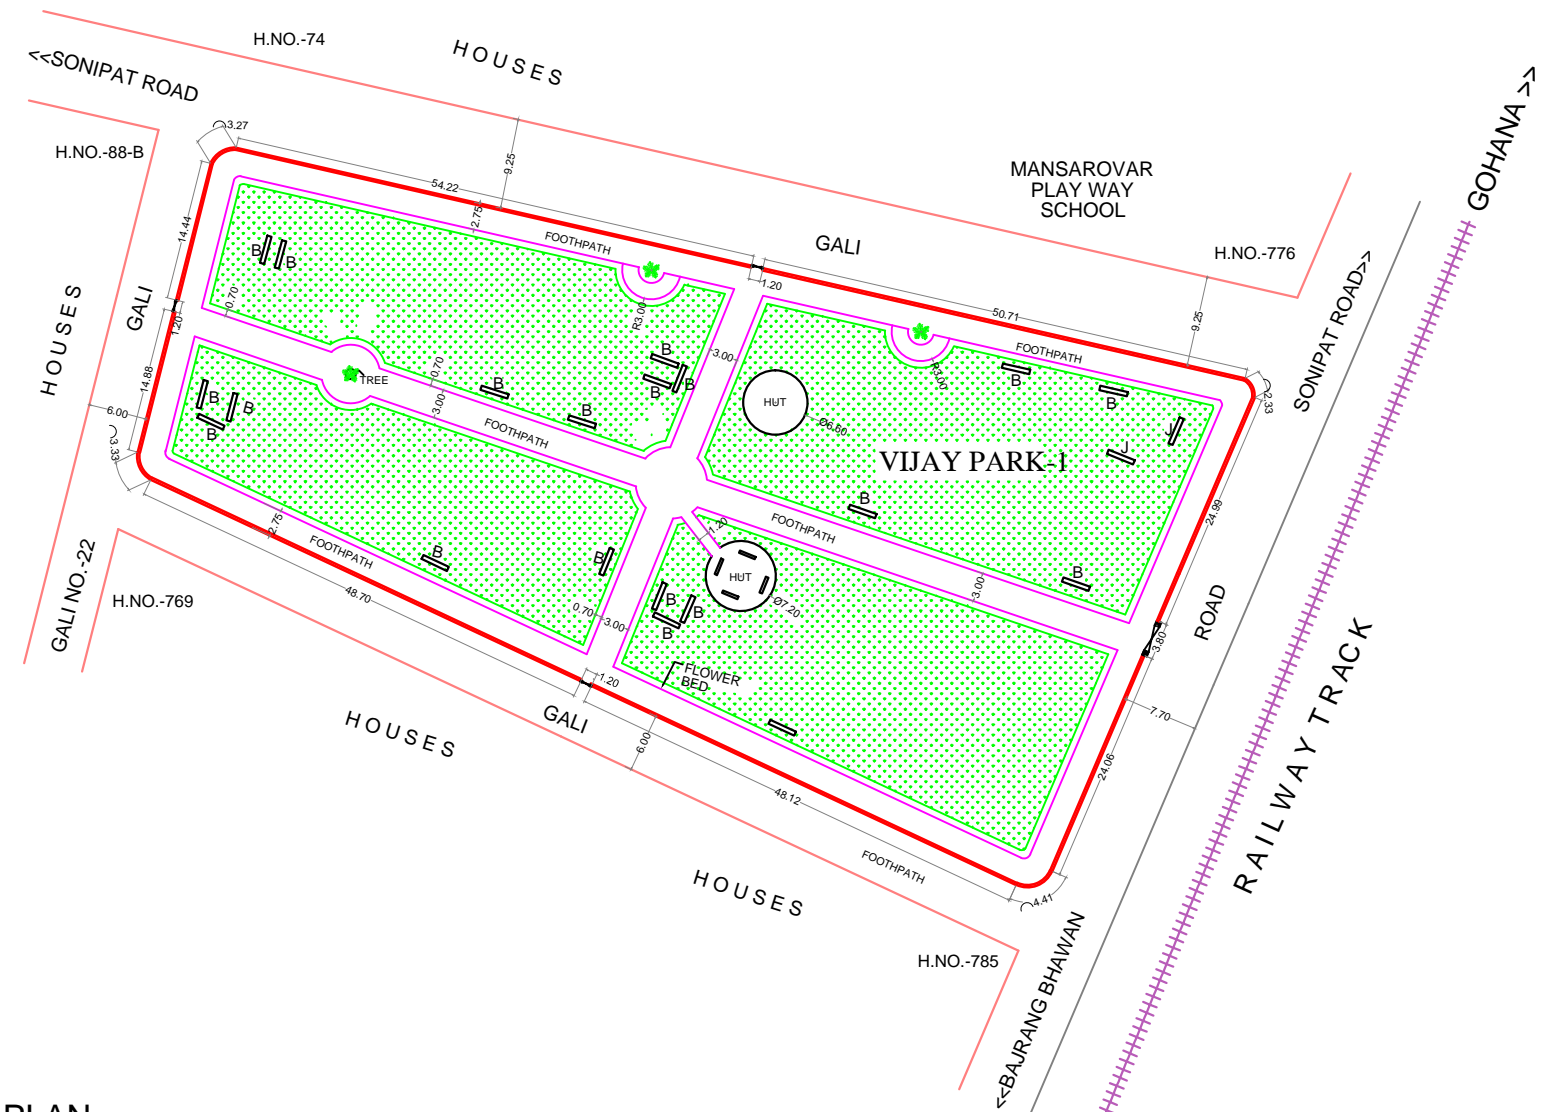 H.NO.-74
HOUSES
<<SONIPAT ROAD
H.NO.-88-B
3.27
54.22
9.25
2.75
14.44
FOOTHPATH
GALI
MANSAROVAR
PLAY WAY
SCHOOL
H.NO.-776
GOHANA >>
SONIPAT ROAD>>
1.20
50.71
9.25
FOOTHPATH
R3.00
R3.00
2.33
HOUSES
GALI
1.20
0.70
14.88
6.00
3.33
TREE
0.70
3.00
3.00
FOOTHPATH
HUT
Ø6.60
VIJAY PARK-1
B
B
B
B
B
B
B
B
B
B
B
B
B
J
J
B
B
B
B
B
B
B
24.99
3.80
ROAD
7.70
24.06
FOOTHPATH
3.00
1.20
HUT
Ø7.20
2.75
FOOTHPATH
48.70
0.70
3.00
FLOWER
BED
1.20
GALI
6.00
48.12
FOOTHPATH
4.41
GALI NO.-22
H.NO.-769
HOUSES
HOUSES
H.NO.-785
<<BAJRANG BHAWAN
RAILWAY TRACK
PLAN